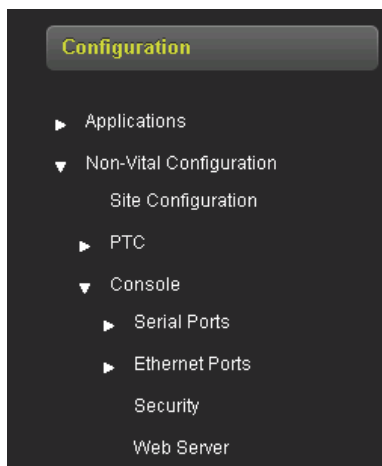 Configuration
Applications
Non-Vital Configuration
Site Configuration
PTC
Console
Serial Ports
Ethernet Ports
Security
Web Server